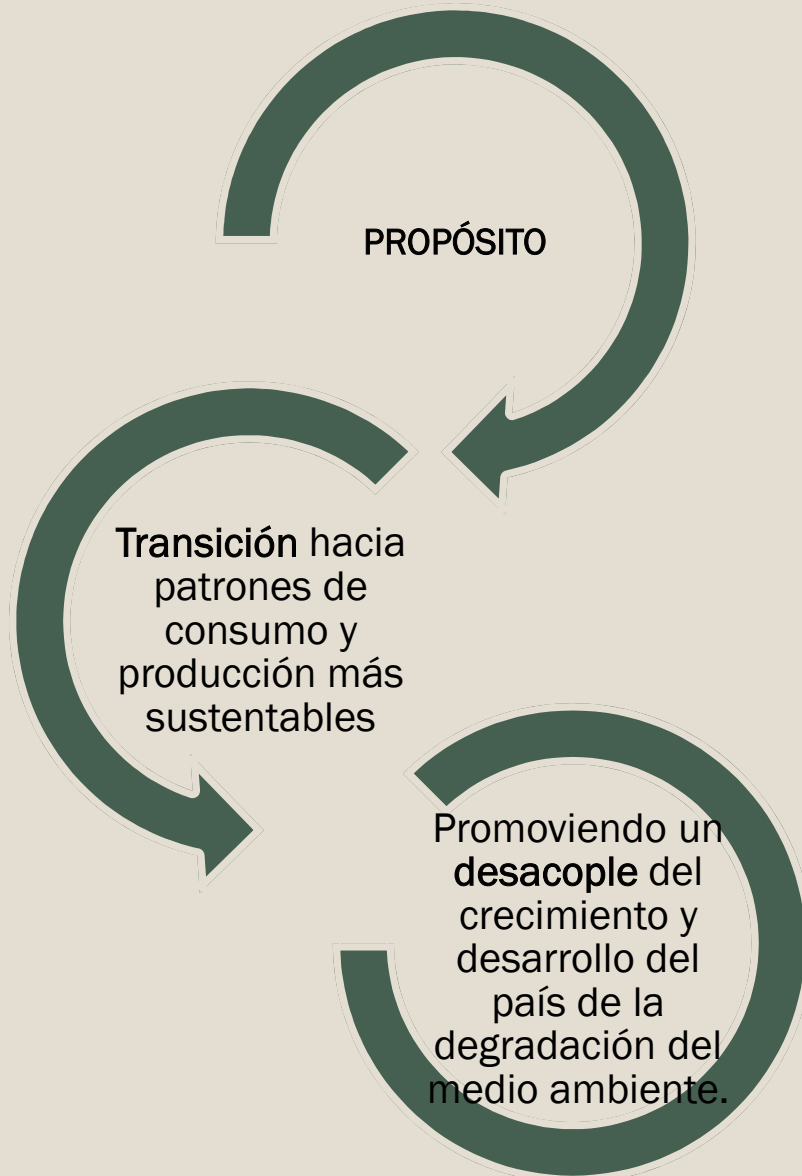 PROPÓSITO
Transición hacia
patrones de
consumo y
producción más
sustentables
Promoviendo un
desacople del
crecimiento y
desarrollo del
país de la
degradación del
medio ambiente.